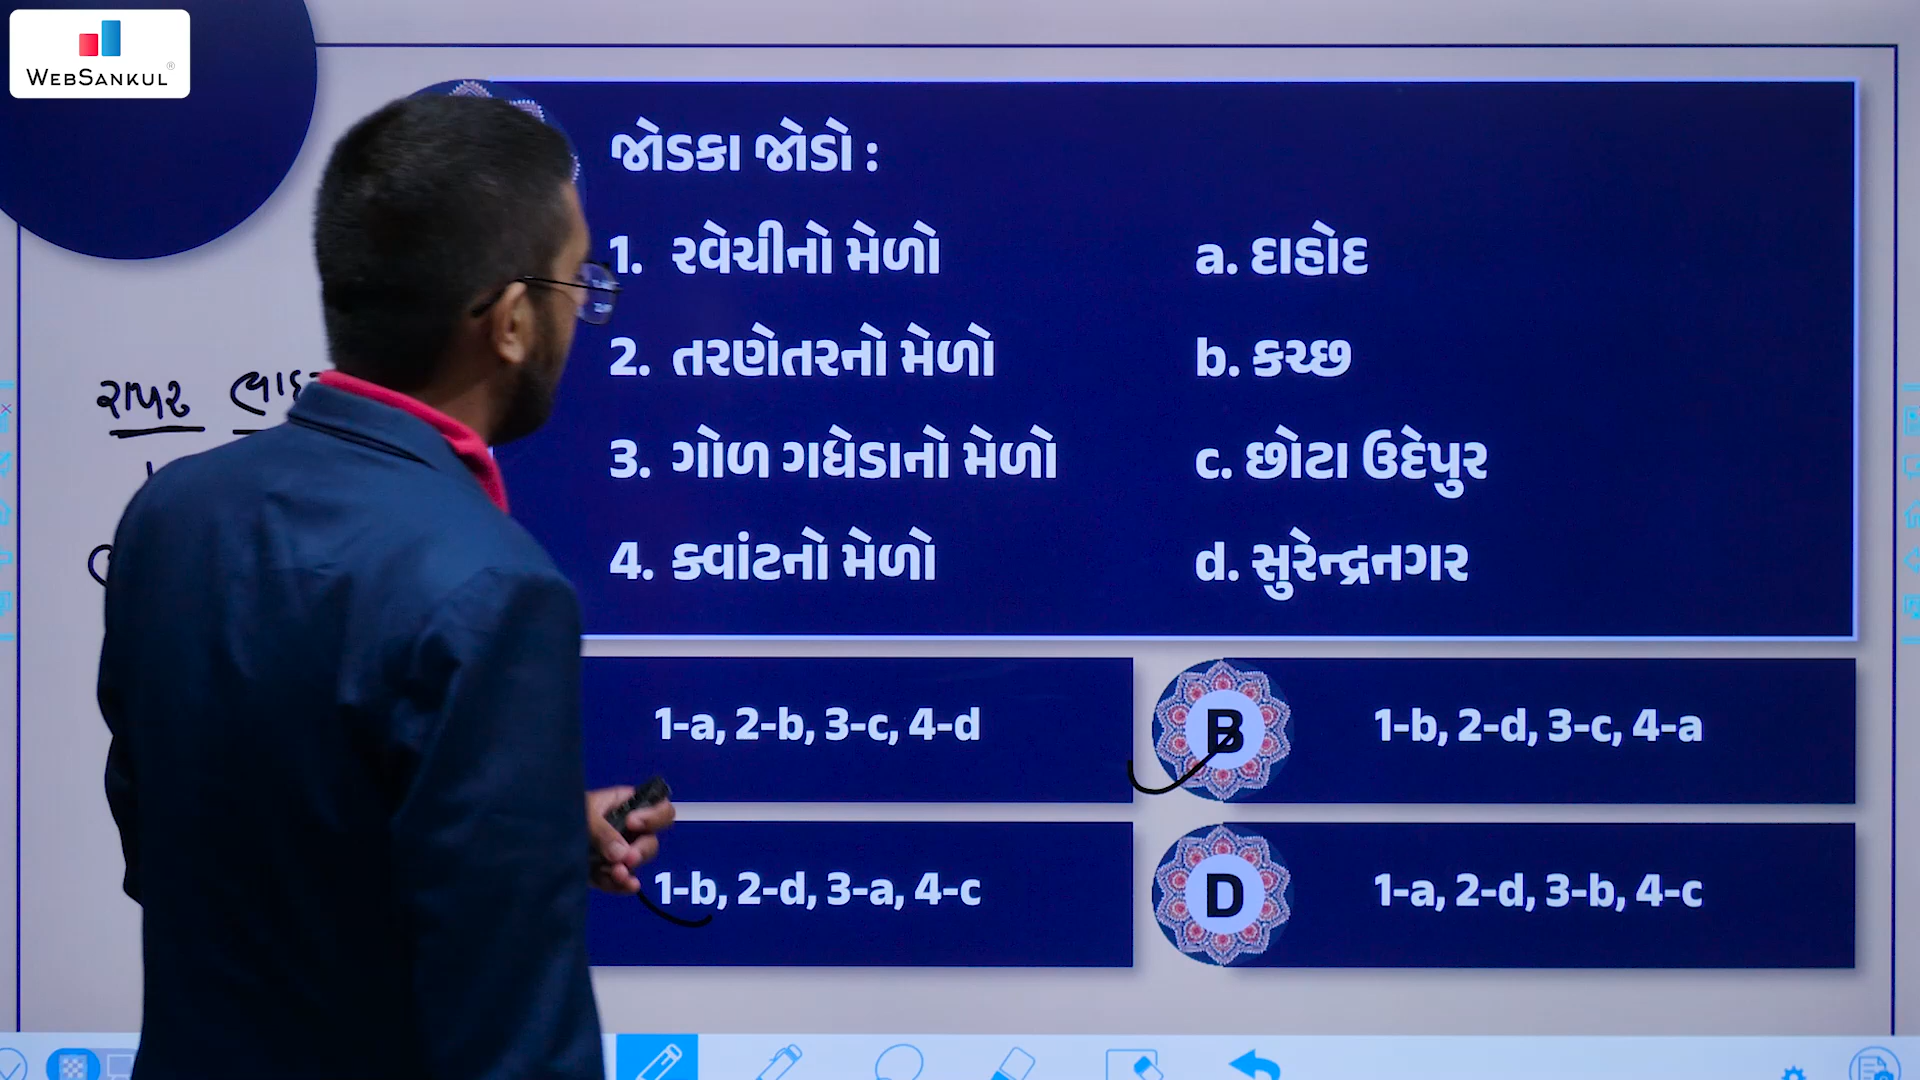 WEBSANKUL®
જોડકા જોડો :
1. રવેચીનો મેળો
a. દાહોદ
2. તરણેતરનો મેળો
b. કચ્છ
3. ગોળ ગધેડાનો મેળો
c. છોટા ઉદેપુર
4. ક્વાંટનો મેળો
d. સુરેન્દ્રનગર
રાપર
1-a, 2-b, 3-c, 4-d
B 1-b, 2-d, 3-c, 4-a
1-b, 2-d, 3-a, 4-c
D 1-a, 2-d, 3-b, 4-c